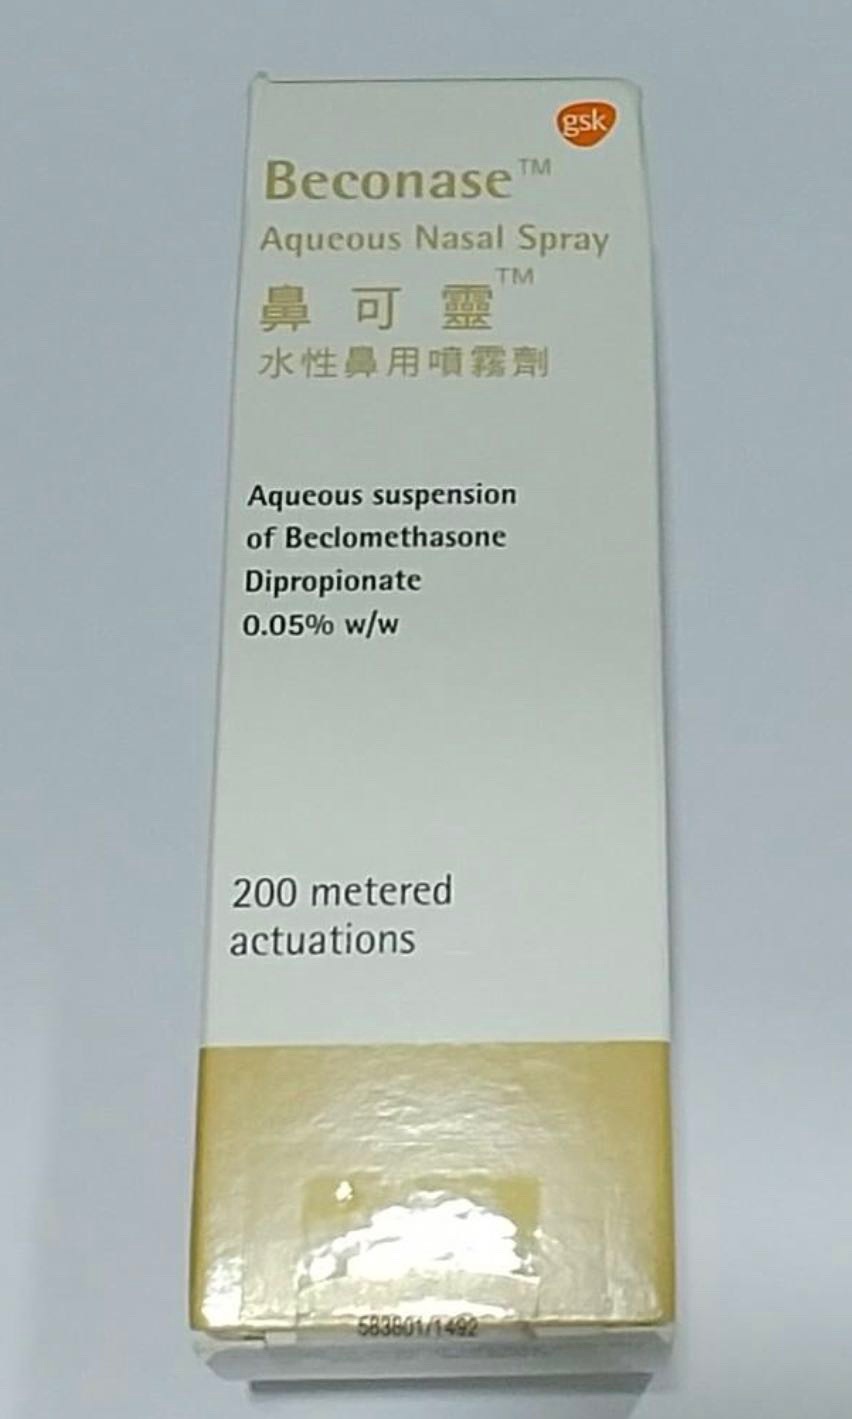 gsk
Beconase™
Aqueous Nasal Spray
鼻可靈™
水性鼻用噴霧劑
Aqueous suspension
of Beclomethasone
Dipropionate
0.05% w/w
200 metered
actuations
583801/1492